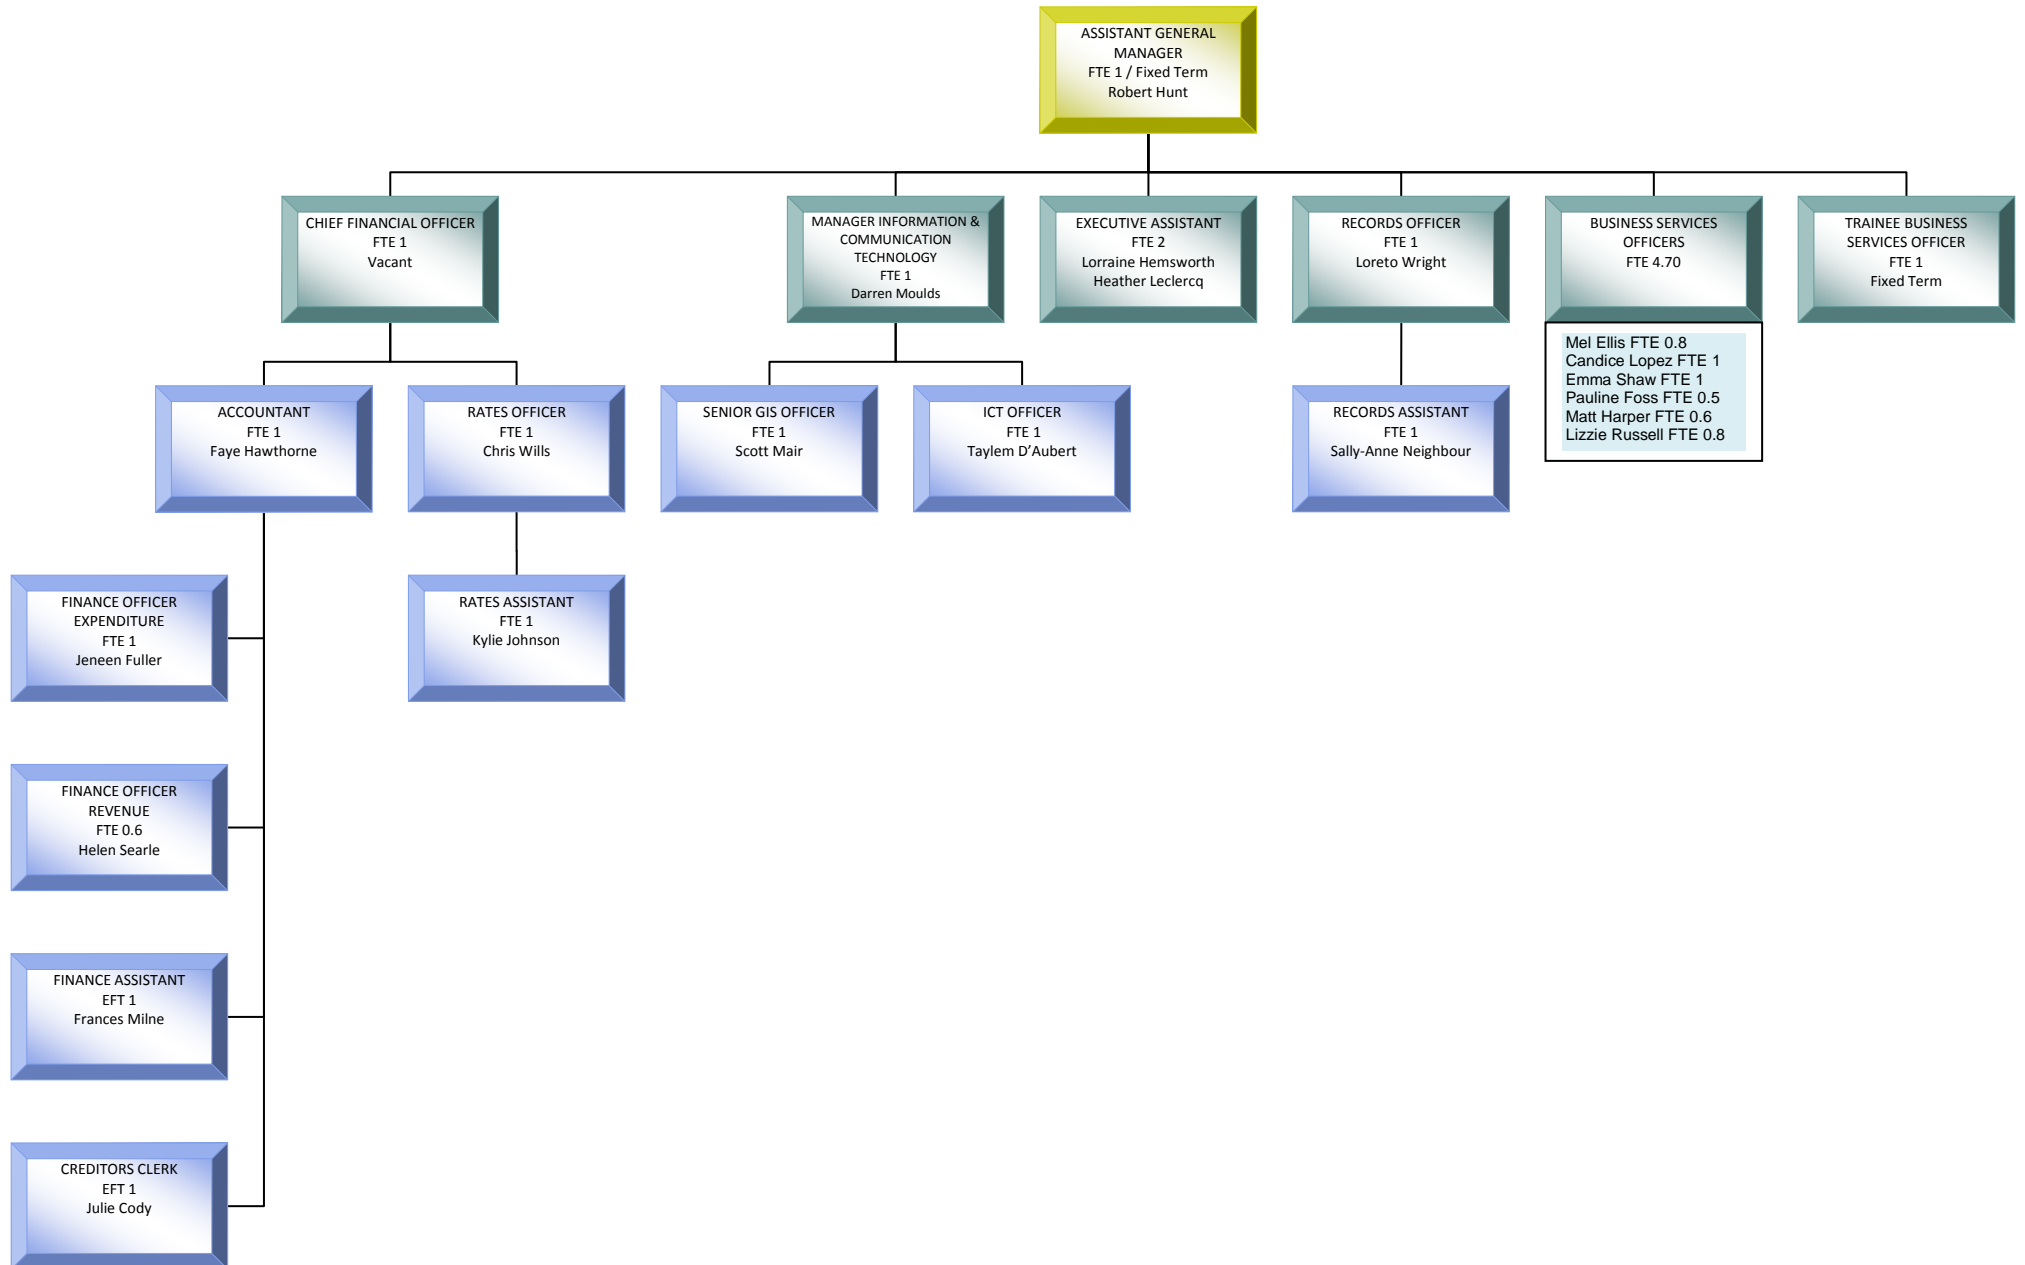 ASSISTANT GENERAL
MANAGER
FTE 1 / Fixed Term
Robert Hunt
CHIEF FINANCIAL OFFICER
FTE 1
Vacant
MANAGER INFORMATION &
COMMUNICATION
TECHNOLOGY
FTE 1
Darren Moulds
EXECUTIVE ASSISTANT
FTE 2
Lorraine Hemsworth
Heather Leclercq
RECORDS OFFICER
FTE 1
Loreto Wright
BUSINESS SERVICES
OFFICERS
FTE 4.70
TRAINEE BUSINESS
SERVICES OFFICER
FTE 1
Fixed Term
Mel Ellis FTE 0.8
Candice Lopez FTE 1
Emma Shaw FTE 1
Pauline Foss FTE 0.5
Matt Harper FTE 0.6
Lizzie Russell FTE 0.8
ACCOUNTANT
FTE 1
Faye Hawthorne
RATES OFFICER
FTE 1
Chris Wills
SENIOR GIS OFFICER
FTE 1
Scott Mair
ICT OFFICER
FTE 1
Taylem D’Aubert
RECORDS ASSISTANT
FTE 1
Sally-Anne Neighbour
FINANCE OFFICER
EXPENDITURE
FTE 1
Jeneen Fuller
RATES ASSISTANT
FTE 1
Kylie Johnson
FINANCE OFFICER
REVENUE
FTE 0.6
Helen Searle
FINANCE ASSISTANT
EFT 1
Frances Milne
CREDITORS CLERK
EFT 1
Julie Cody